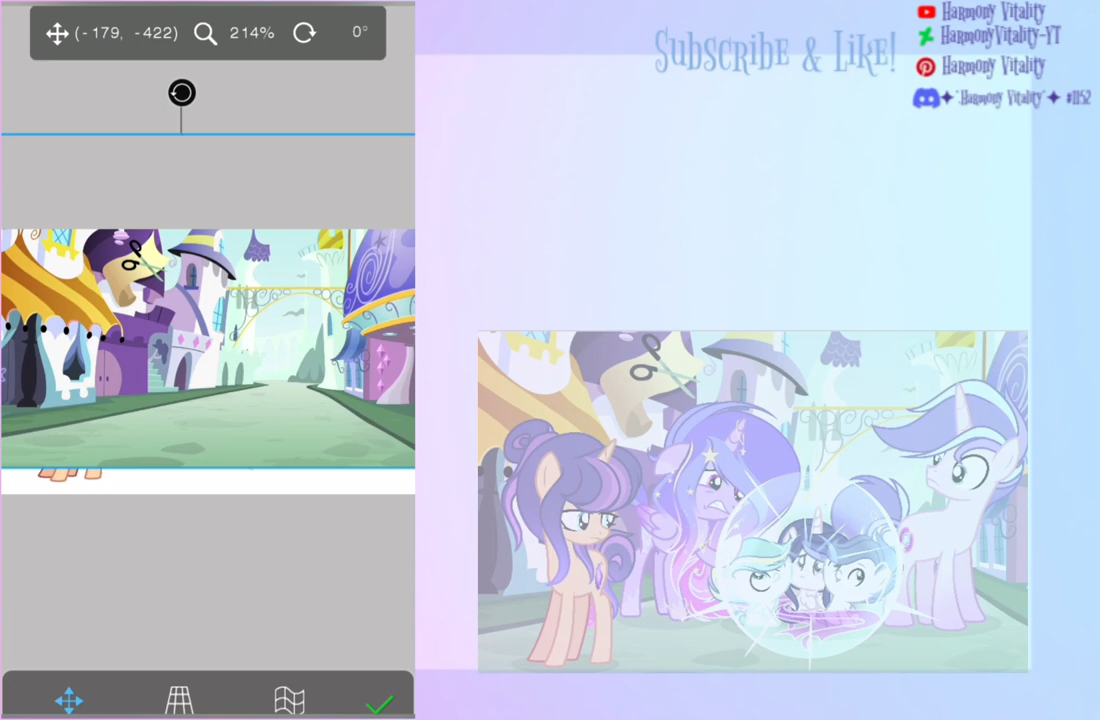 (-179, -422) 214% 0°
Subscribe & Like!
Harmony Vitality
HarmonyVitality-YT
Harmony Vitality
✦˚.Harmony Vitality˚✦ #1152